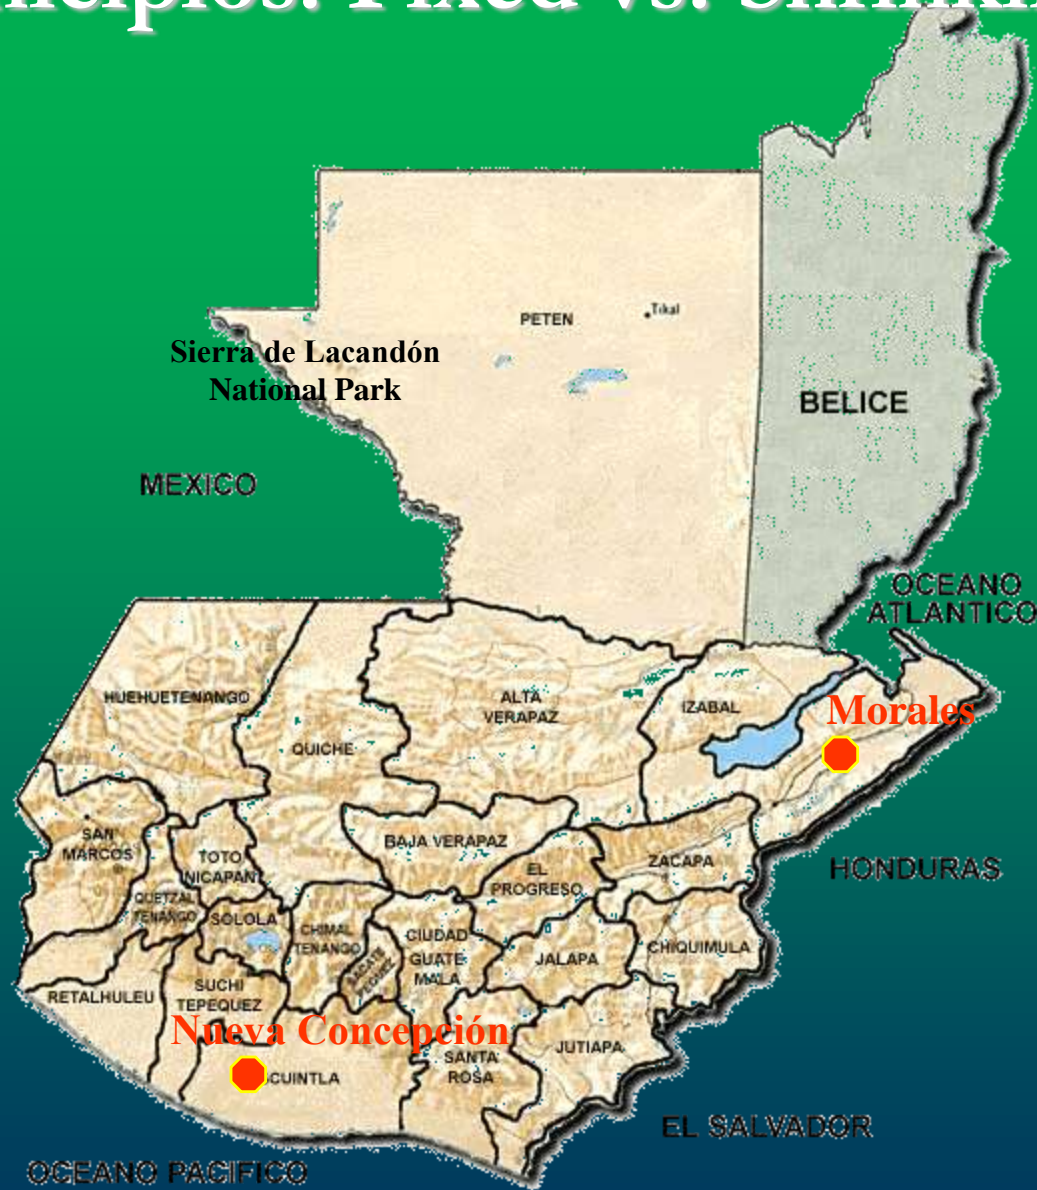 PETEN
Tikal
Sierra de Lacandón
National Park
BELICE
MEXICO
OCEANO
ATLANTICO
HUEHUETENANGO
QUICHE
ALTA
VERAPAZ
IZABAL
Morales
SAN
MARCOS
TOTO
NICAPAN
QUETZAL
TENANGO
SOLOLA
CHIMAL
TENANGO
BAJA VERAPAZ
EL
PROGRESO
ZACAPA
HONDURAS
CIUDAD
GUATE
MALA
JALAPA
CHIQUIMULA
RETALHULEU
SUCHI
TEPEQUEZ
Nueva Concepción
CUINTLA
SANTA
ROSA
JUTIAPA
EL SALVADOR
OCEANO PACIFICO